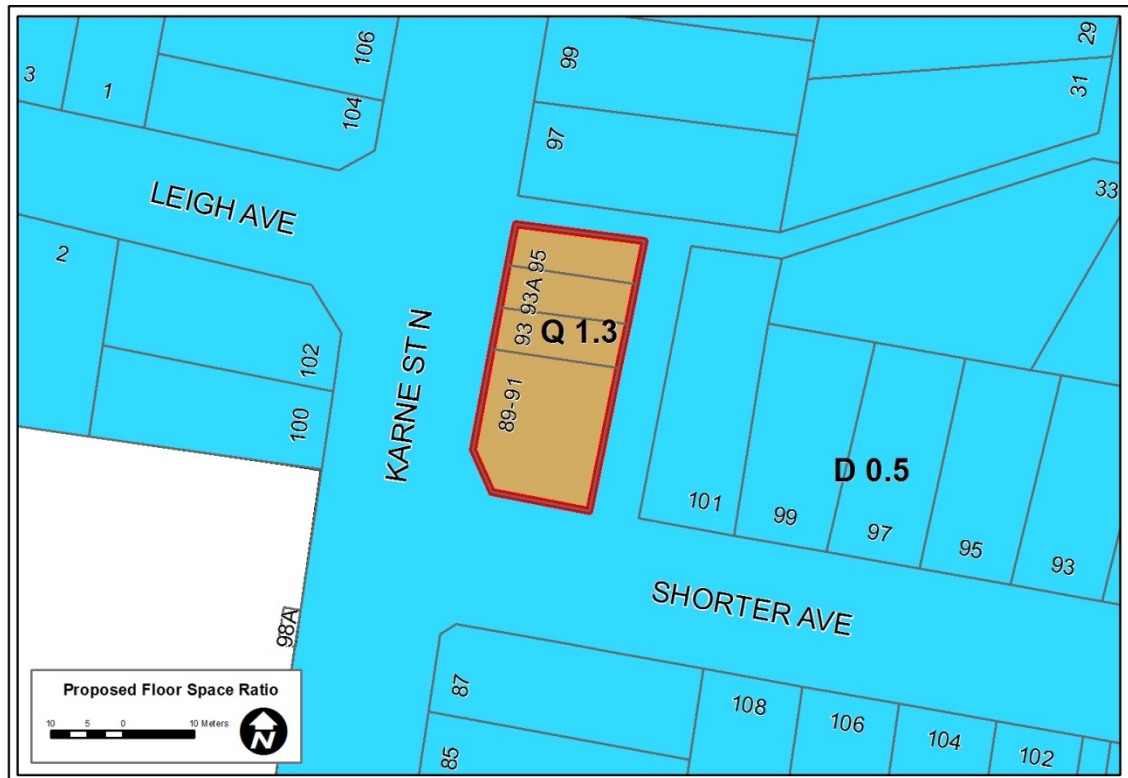 106
29
3
99
1
104
31
97
33
LEIGH AVE
2
95
93A
93
Q 1.3
102
89-91
KARNE ST N
100
D 0.5
101
99
97
95
93
SHORTER AVE
98A
87
108
106
104
102
85
Proposed Floor Space Ratio
10 5 0 10 Meters
N